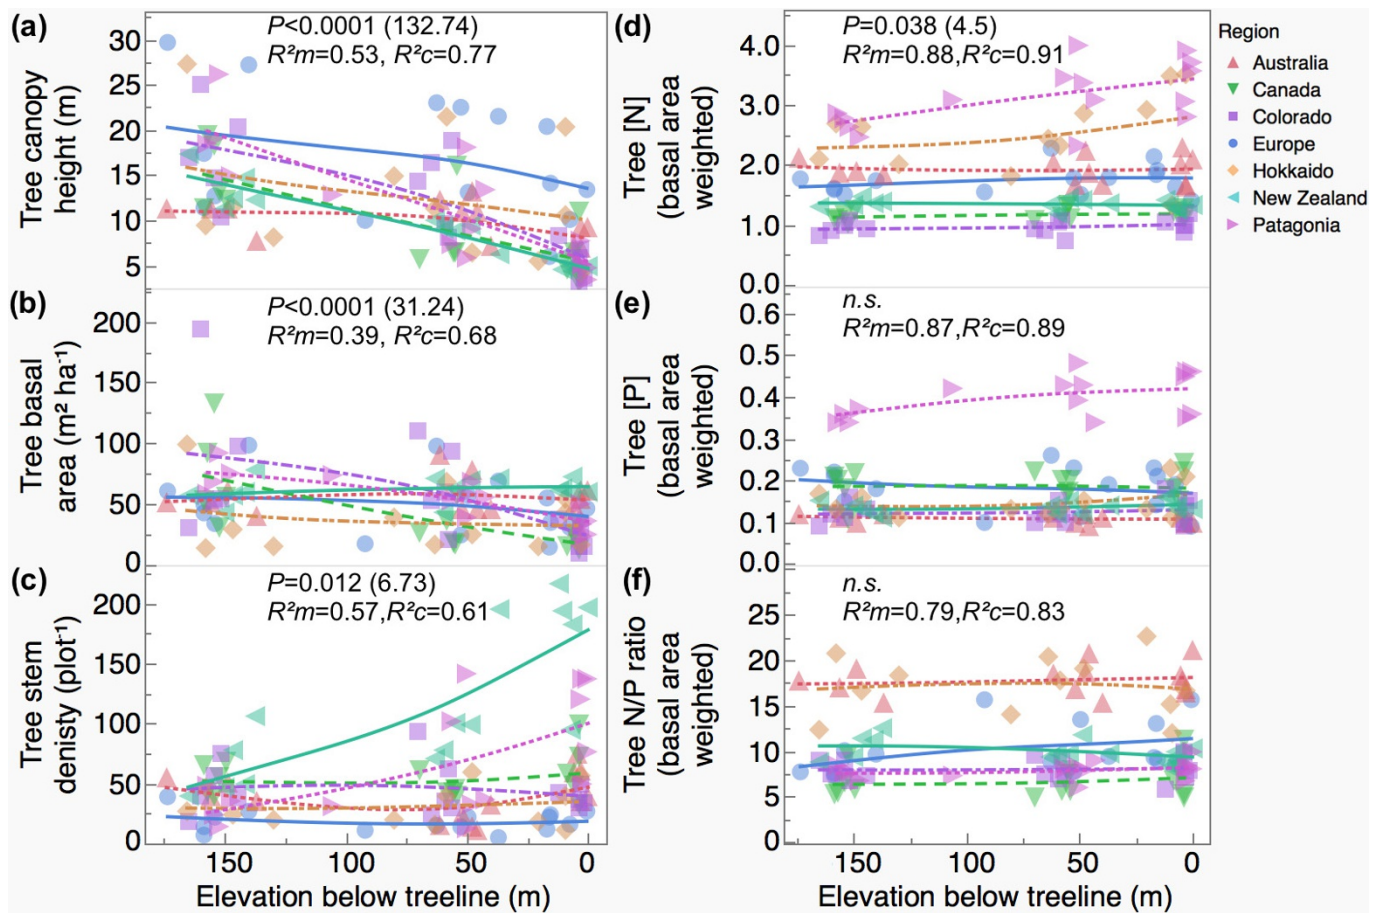 (a)
P<0.0001 (132.74)
R²m=0.53, R²c=0.77
Tree canopy
height (m)
30
25
20
15
10
5
(b)
P<0.0001 (31.24)
R²m=0.39, R²c=0.68
Tree basal
area (m² ha⁻¹)
200
150
100
50
0
(c)
P=0.012 (6.73)
R²m=0.57,R²c=0.61
Tree stem
denisty (plot⁻¹)
200
150
100
50
0
150
100
50
0
Elevation below treeline (m)
(d)
P=0.038 (4.5)
R²m=0.88,R²c=0.91
Tree [N]
(basal area
weighted)
4.0
3.0
2.0
1.0
0.0
(e)
n.s.
R²m=0.87,R²c=0.89
Tree [P]
(basal area
weighted)
0.6
0.5
0.4
0.3
0.2
0.1
0.0
(f)
n.s.
R²m=0.79,R²c=0.83
Tree N/P ratio
(basal area
weighted)
25
20
15
10
5
0
150
100
50
0
Elevation below treeline (m)
Region
Australia
Canada
Colorado
Europe
Hokkaido
New Zealand
Patagonia